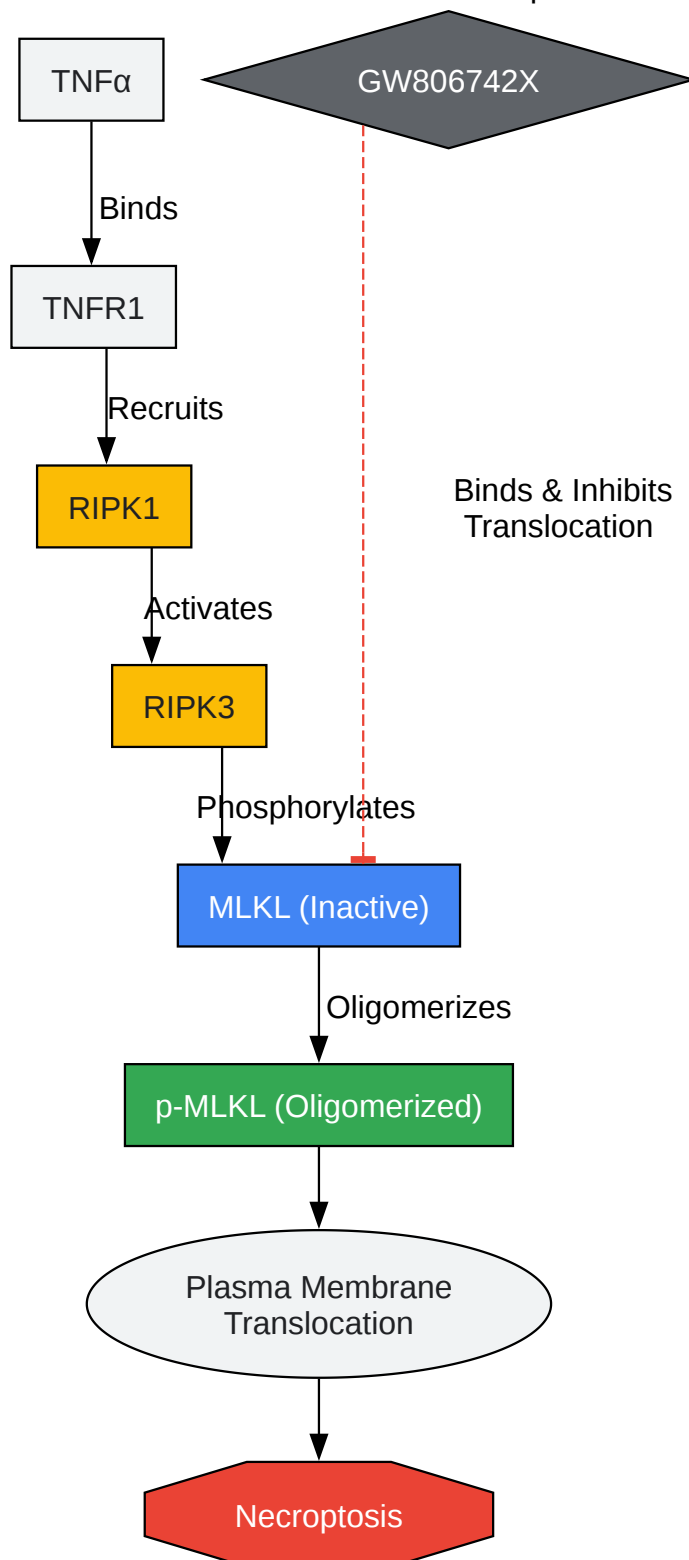 TNFα
GW806742X
Binds
TNFR1
Recruits
Binds & Inhibits
Translocation
RIPK1
Activates
RIPK3
Phosphorylates
MLKL (Inactive)
Oligomerizes
p-MLKL (Oligomerized)
Plasma Membrane
Translocation
Necroptosis